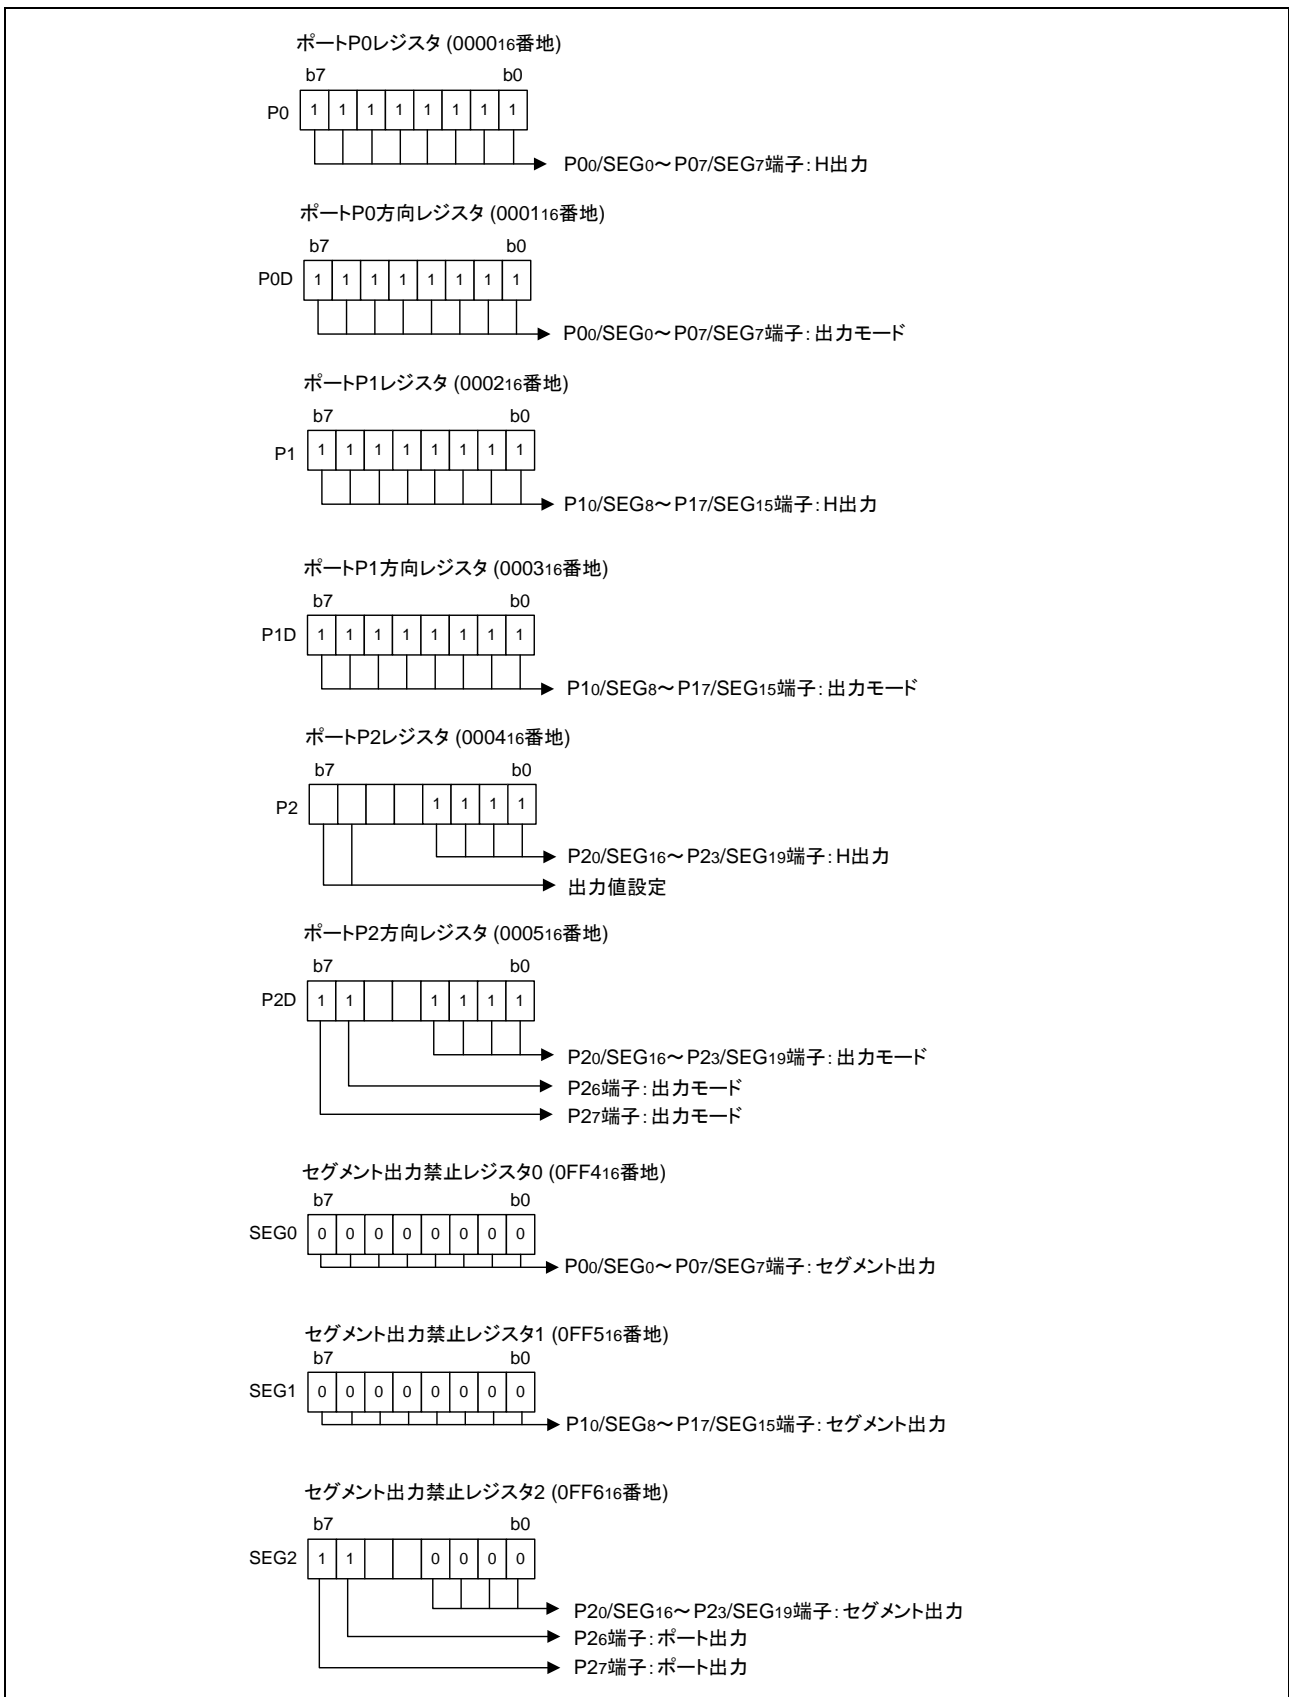 ポートP0レジスタ (000016番地)
b7 b0
P0 1 1 1 1 1 1 1 1
P00/SEG0～P07/SEG7端子：H出力
ポートP0方向レジスタ (000116番地)
b7 b0
P0D 1 1 1 1 1 1 1 1
P00/SEG0～P07/SEG7端子：出力モード
ポートP1レジスタ (000216番地)
b7 b0
P1 1 1 1 1 1 1 1 1
P10/SEG8～P17/SEG15端子：H出力
ポートP1方向レジスタ (000316番地)
b7 b0
P1D 1 1 1 1 1 1 1 1
P10/SEG8～P17/SEG15端子：出力モード
ポートP2レジスタ (000416番地)
b7 b0
P2 1 1 1 1
P20/SEG16～P23/SEG19端子：H出力
出力値設定
ポートP2方向レジスタ (000516番地)
b7 b0
P2D 1 1 1 1 1 1
P20/SEG16～P23/SEG19端子：出力モード
P26端子：出力モード
P27端子：出力モード
セグメント出力禁止レジスタ0 (0FF416番地)
b7 b0
SEG0 0 0 0 0 0 0 0 0
P00/SEG0～P07/SEG7端子：セグメント出力
セグメント出力禁止レジスタ1 (0FF516番地)
b7 b0
SEG1 0 0 0 0 0 0 0 0
P10/SEG8～P17/SEG15端子：セグメント出力
セグメント出力禁止レジスタ2 (0FF616番地)
b7 b0
SEG2 1 1 0 0 0 0
P20/SEG16～P23/SEG19端子：セグメント出力
P26端子：ポート出力
P27端子：ポート出力